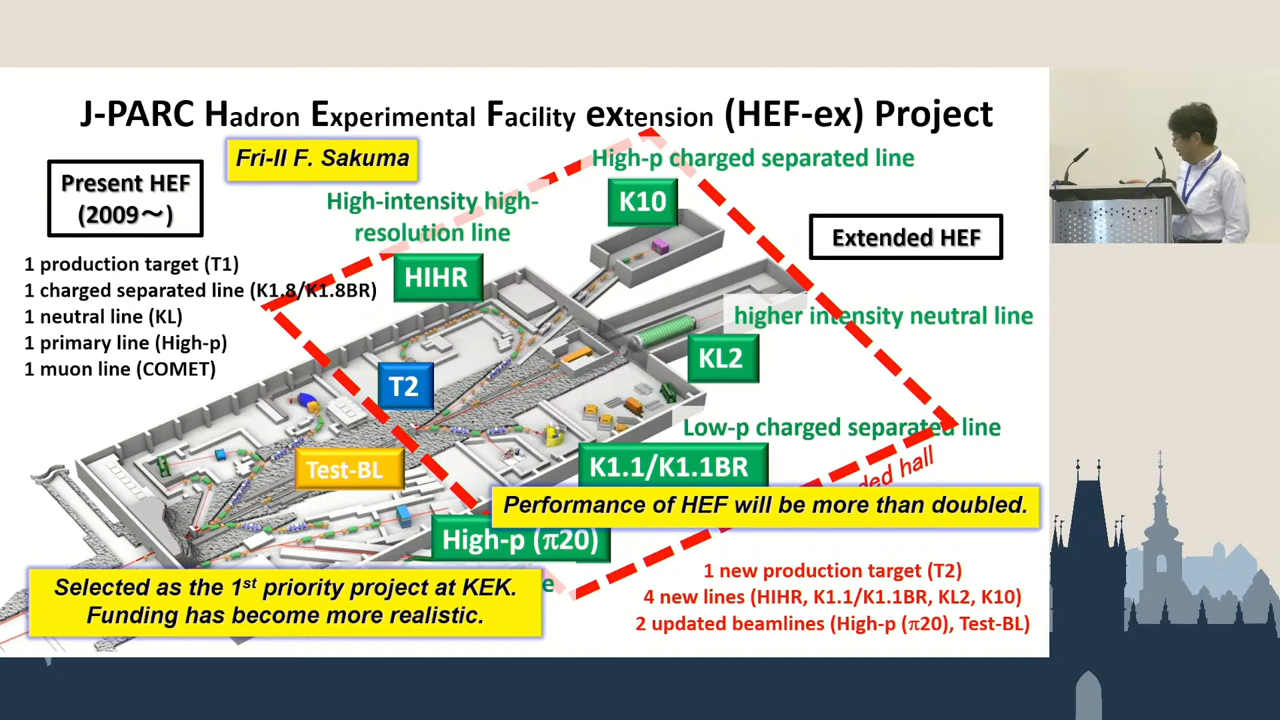 J-PARC Hadron Experimental Facility extension (HEF-ex) Project
Fri-II F. Sakuma
Present HEF
(2009～)
1 production target (T1)
1 charged separated line (K1.8/K1.8BR)
1 neutral line (KL)
1 primary line (High-p)
1 muon line (COMET)
High-intensity high-
resolution line
HIHR
High-p charged separated line
K10
Extended HEF
higher intensity neutral line
KL2
T2
Low-p charged separated line
K1.1/K1.1BR
Test-BL
hall
Performance of HEF will be more than doubled.
High-p (π20)
Selected as the 1st priority project at KEK.
Funding has become more realistic.
1 new production target (T2)
4 new lines (HIHR, K1.1/K1.1BR, KL2, K10)
2 updated beamlines (High-p (π20), Test-BL)